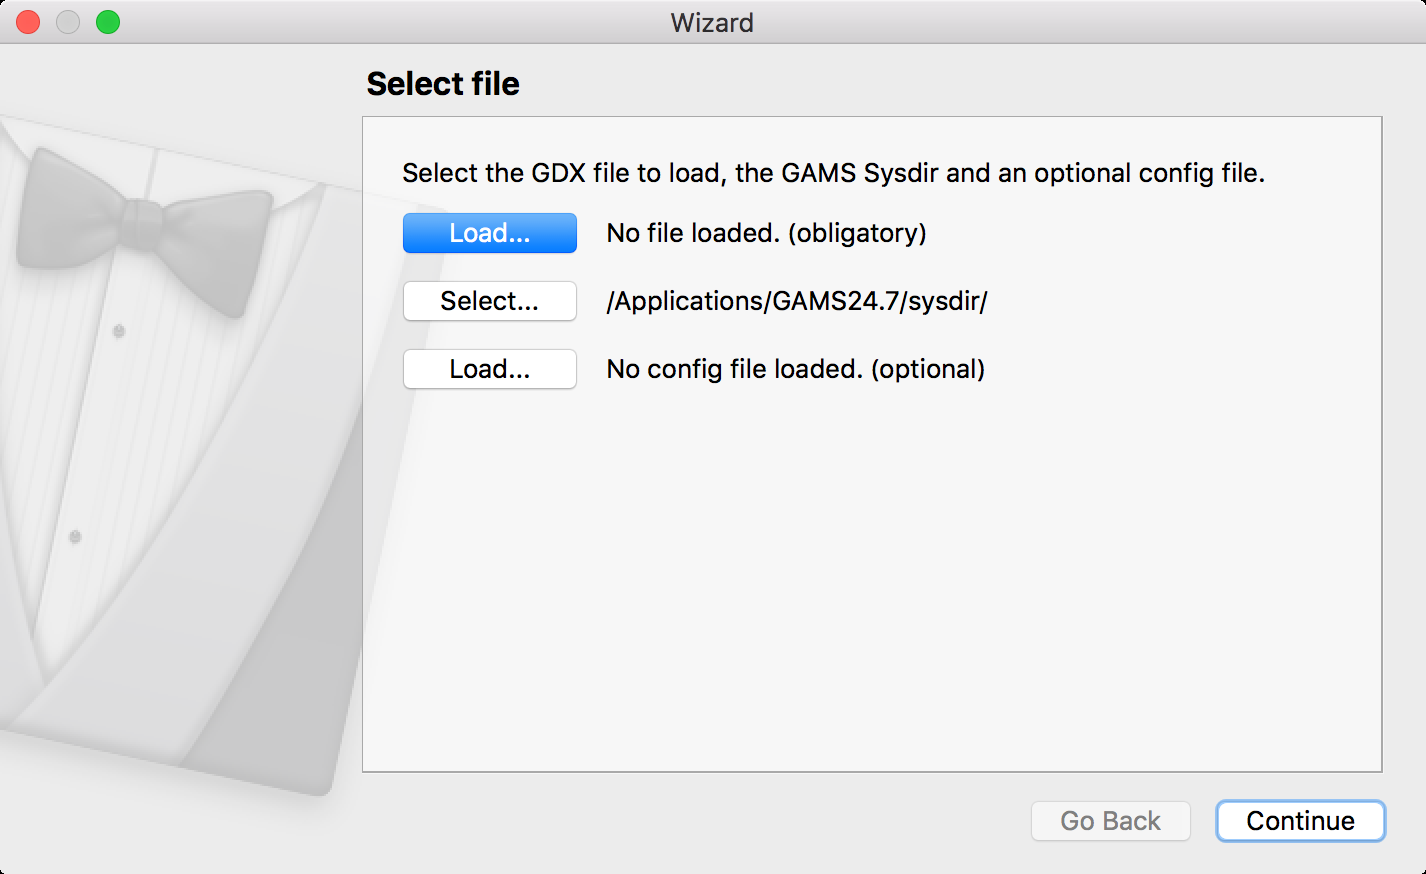 Wizard
Select file
Select the GDX file to load, the GAMS Sysdir and an optional config file.
Load... No file loaded. (obligatory)
Select... /Applications/GAMS24.7/sysdir/
Load... No config file loaded. (optional)
Go Back Continue